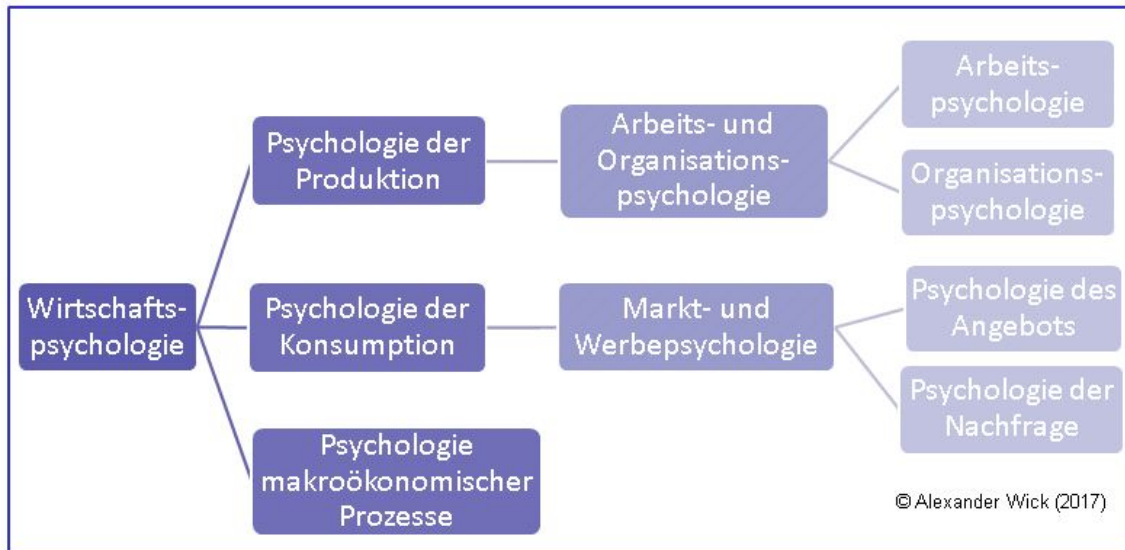 Wirtschafts-
psychologie
Psychologie der
Produktion
Arbeits- und
Organisations-
psychologie
Arbeits-
psychologie
Organisations-
psychologie
Psychologie der
Konsumption
Markt- und
Werbepsychologie
Psychologie des
Angebots
Psychologie der
Nachfrage
Psychologie
makroökonomischer
Prozesse
© Alexander Wick (2017)